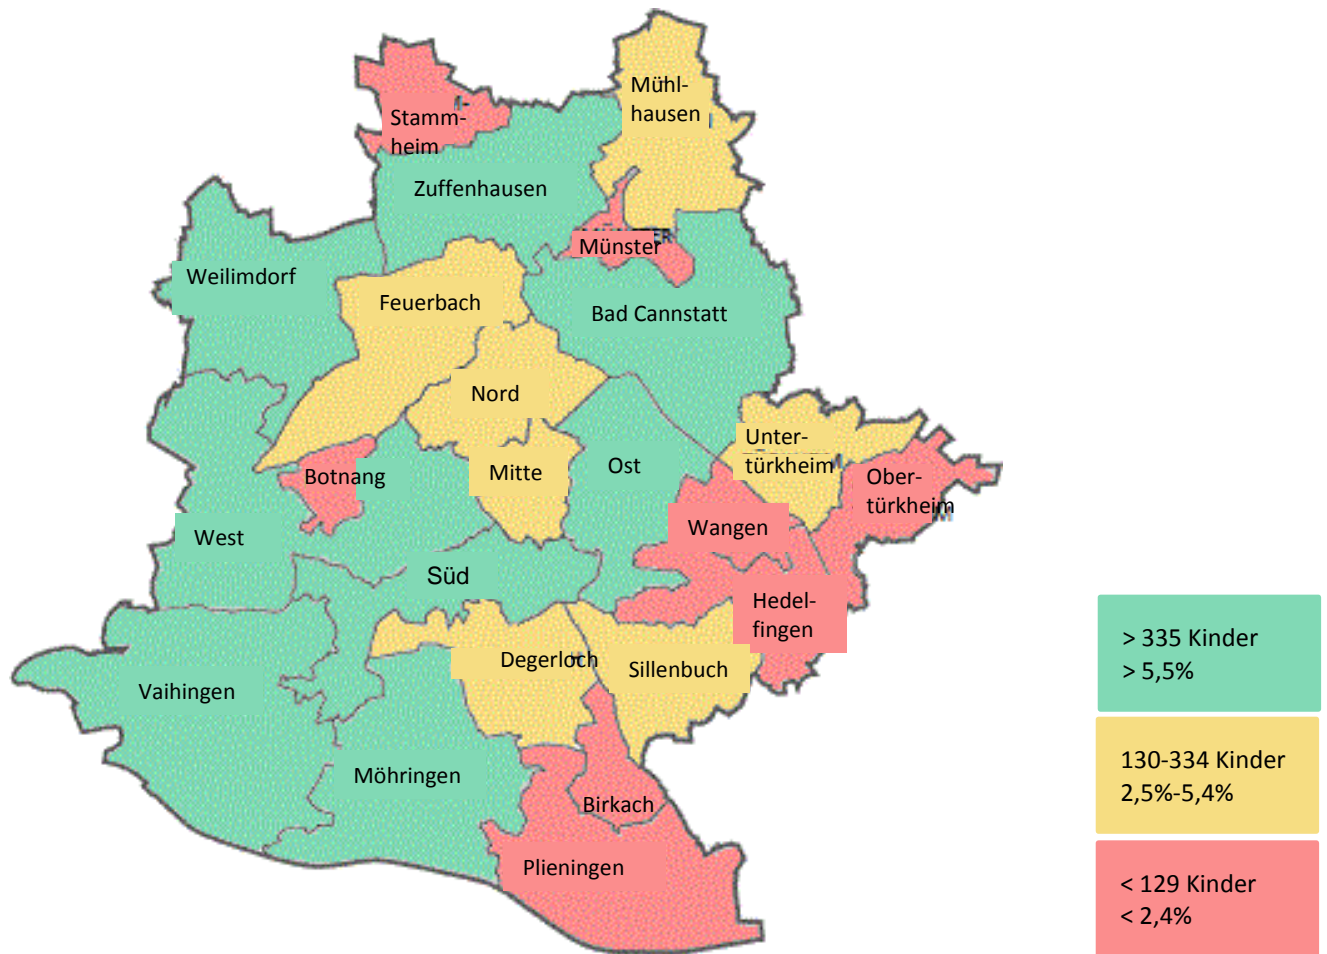 Mühl-
hausen
Stamm-
heim
Zuffenhausen
Münster
Weilimdorf
Feuerbach
Bad Cannstatt
Nord
Unter-
türkheim
Ost
Mitte
Botnang
Ober-
türkheim
Wangen
West
Süd
Hedel-
fingen
Degerloch
Sillenbuch
Vaihingen
Möhringen
Birkach
Plieningen
> 335 Kinder
> 5,5%
130-334 Kinder
2,5%-5,4%
< 129 Kinder
< 2,4%